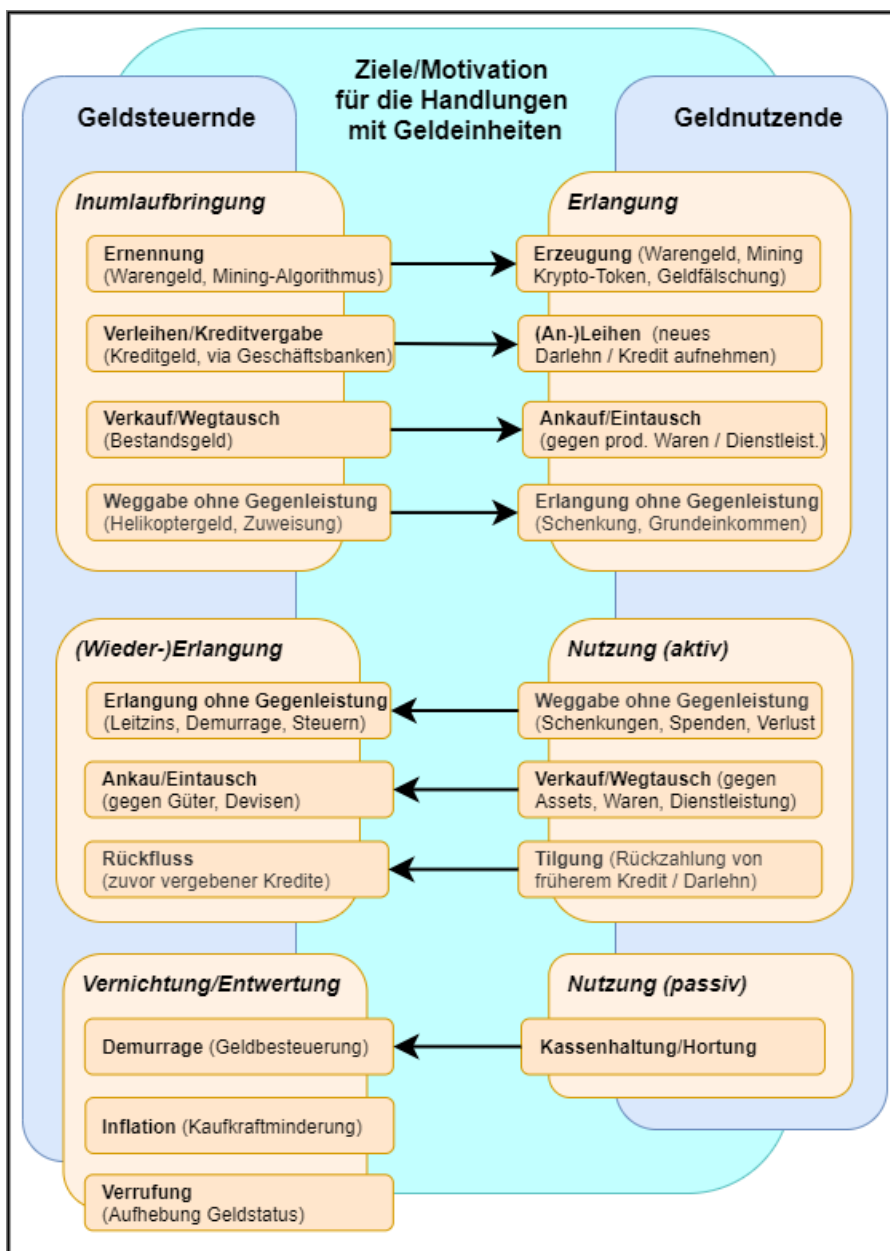 Ziele/Motivation
für die Handlungen
mit Geldeinheiten
Geldsteuernde
Geldnutzende
Inumlaufbringung
Erlangung
Ernennung
(Warengeld, Mining-Algorithmus)
Erzeugung (Warengeld, Mining
Krypto-Token, Geldfälschung)
Verleihen/Kreditvergabe
(Kreditgeld, via Geschäftsbanken)
(An-)Leihen (neues
Darlehn / Kredit aufnehmen)
Verkauf/Wegtausch
(Bestandsgeld)
Ankauf/Eintausch
(gegen prod. Waren / Dienstleist.)
Weggabe ohne Gegenleistung
(Helikoptergeld, Zuweisung)
Erlangung ohne Gegenleistung
(Schenkung, Grundeinkommen)
(Wieder-)Erlangung
Nutzung (aktiv)
Erlangung ohne Gegenleistung
(Leitzins, Demurrage, Steuern)
Weggabe ohne Gegenleistung
(Schenkungen, Spenden, Verlust
Ankau/Eintausch
(gegen Güter, Devisen)
Verkauf/Wegtausch (gegen
Assets, Waren, Dienstleistung)
Rückfluss
(zuvor vergebener Kredite)
Tilgung (Rückzahlung von
früherem Kredit / Darlehn)
Vernichtung/Entwertung
Nutzung (passiv)
Demurrage (Geldbesteuerung)
Kassenhaltung/Hortung
Inflation (Kaufkraftminderung)
Verrufung
(Aufhebung Geldstatus)